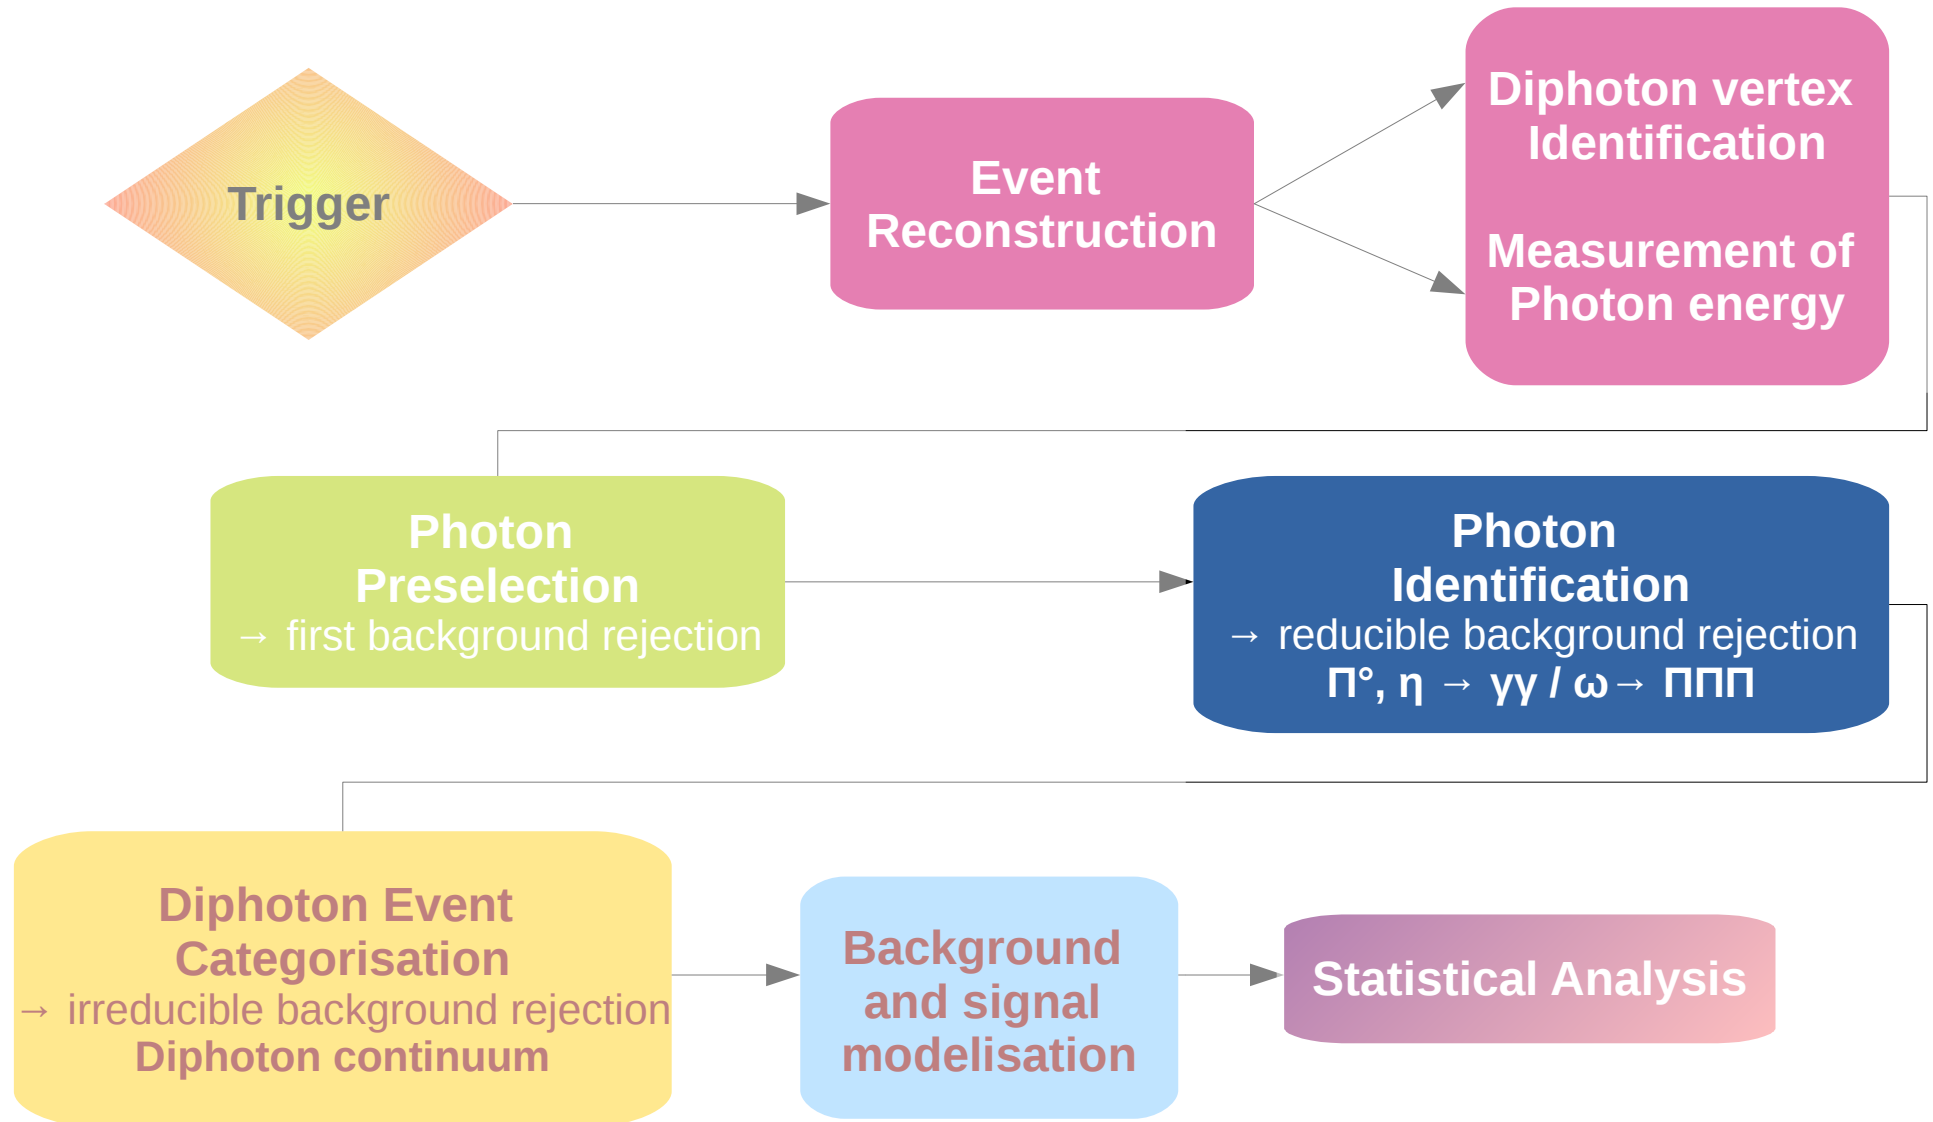 Trigger
Event
Reconstruction
Diphoton vertex
Identification
Measurement of
Photon energy
Photon
Preselection
→ first background rejection
Photon
Identification
→ reducible background rejection
Π°, η → γγ / ω→ ΠΠΠ
Diphoton Event
Categorisation
→ irreducible background rejection
Diphoton continuum
Background
and signal
modelisation
Statistical Analysis